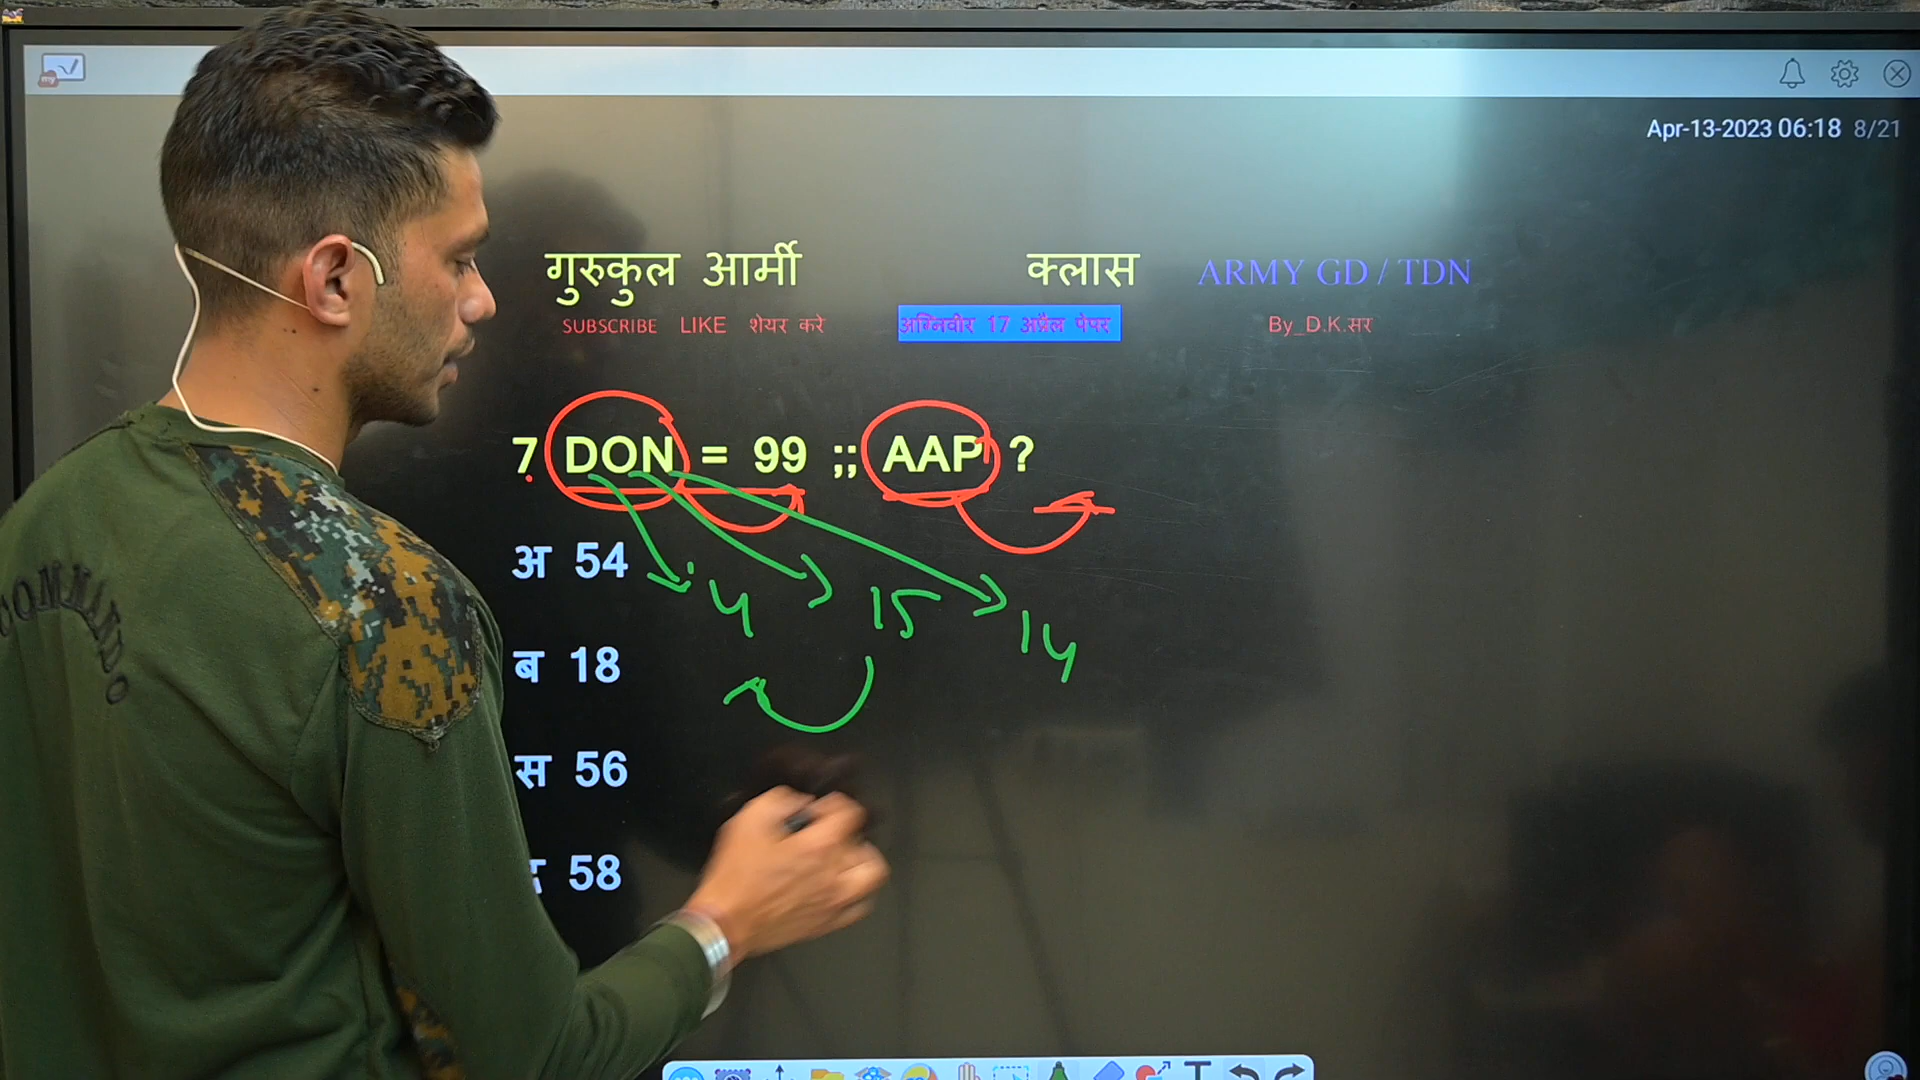 Apr-13-2023 06:18 8/21
गुरुकुल आर्मी क्लास ARMY GD / TDN
SUBSCRIBE LIKE शेयर करे अग्निवीर 17 अप्रैल पेपर By_D.K.सर
7 DON = 99 ;; AAP ?
अ 54
4 15 14
ब 18
स 56
द 58
COMMANDO